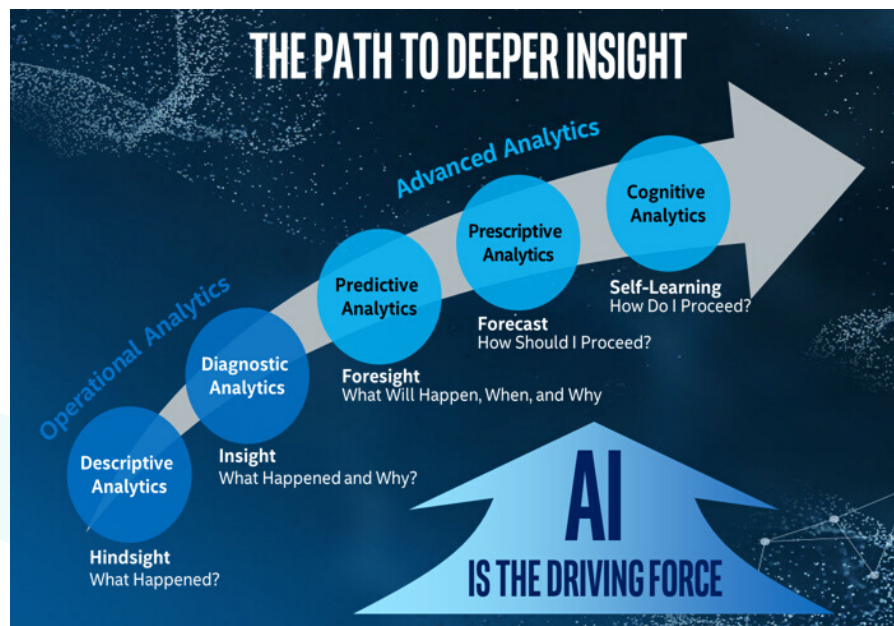 THE PATH TO DEEPER INSIGHT
Operational Analytics
Advanced Analytics
Descriptive
Analytics
Hindsight
What Happened?
Diagnostic
Analytics
Insight
What Happened and Why?
Predictive
Analytics
Foresight
What Will Happen, When, and Why
Prescriptive
Analytics
Forecast
How Should I Proceed?
Cognitive
Analytics
Self-Learning
How Do I Proceed?
AI
IS THE DRIVING FORCE